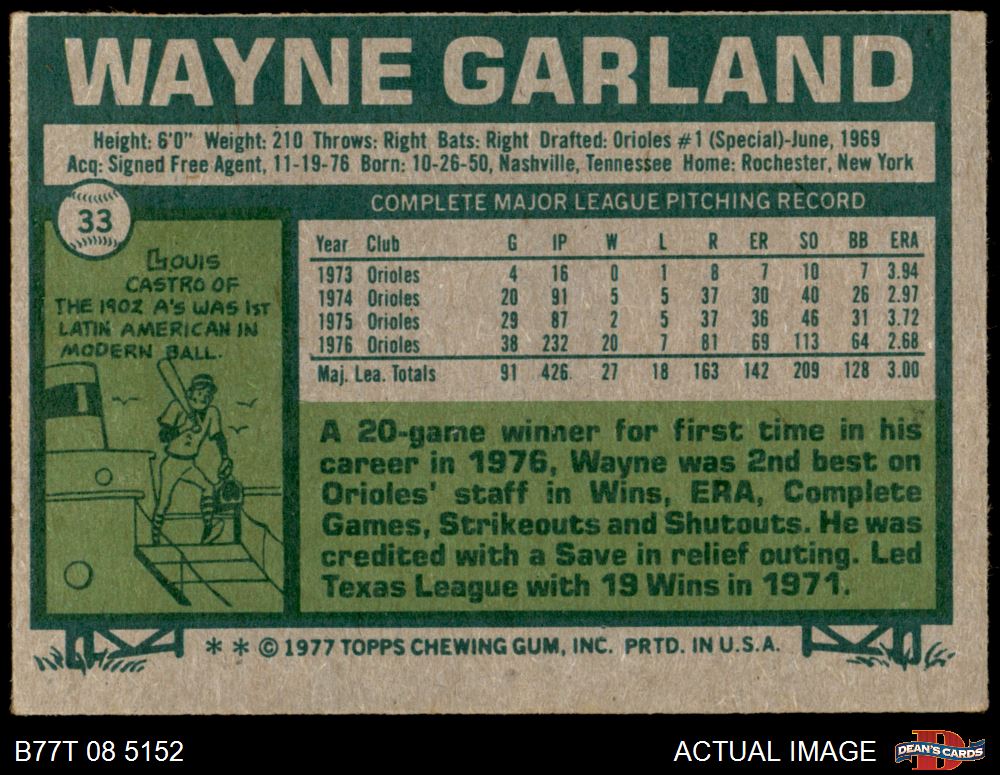 WAYNE GARLAND
Height: 6'0" Weight: 210 Throws: Right Bats: Right Drafted: Orioles #1 (Special)-June, 1969
Acq: Signed Free Agent, 11-19-76 Born: 10-26-50, Nashville, Tennessee Home: Rochester, New York
33
LOUIS
CASTRO OF
THE 1902 A'S WAS 1ST
LATIN AMERICAN IN
MODERN BALL.
COMPLETE MAJOR LEAGUE PITCHING RECORD
Year Club G IP W L R ER SO BB ERA
1973 Orioles 4 16 0 1 8 7 10 7 3.94
1974 Orioles 20 91 5 5 37 30 40 26 2.97
1975 Orioles 29 87 2 5 37 36 46 31 3.72
1976 Orioles 38 232 20 7 81 69 113 64 2.68
Maj. Lea. Totals 91 426 27 18 163 142 209 128 3.00
A 20-game winner for first time in his
career in 1976, Wayne was 2nd best on
Orioles' staff in Wins, ERA, Complete
Games, Strikeouts and Shutouts. He was
credited with a Save in relief outing. Led
Texas League with 19 Wins in 1971.
* * © 1977 TOPPS CHEWING GUM, INC. PRTD. IN U.S.A.
B77T 08 5152
ACTUAL IMAGE
D
DEAN'S CARDS